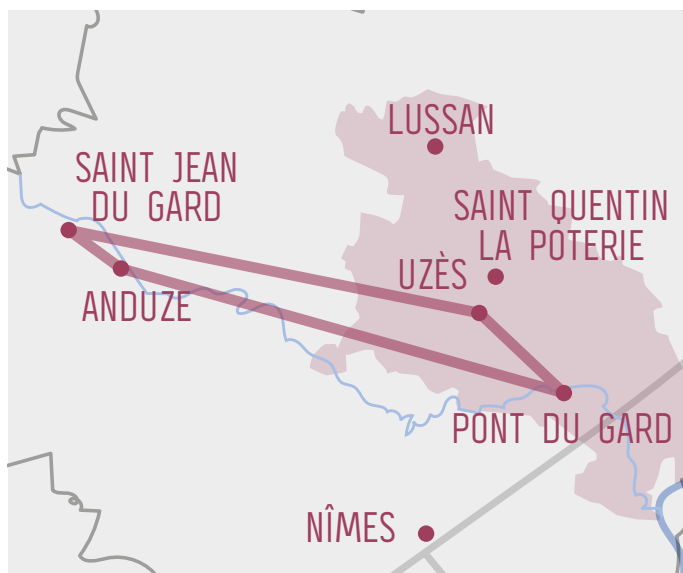 LUSSAN
SAINT JEAN
DU GARD
SAINT QUENTIN
LA POTERIE
UZÈS
ANDUZE
PONT DU GARD
NÎMES